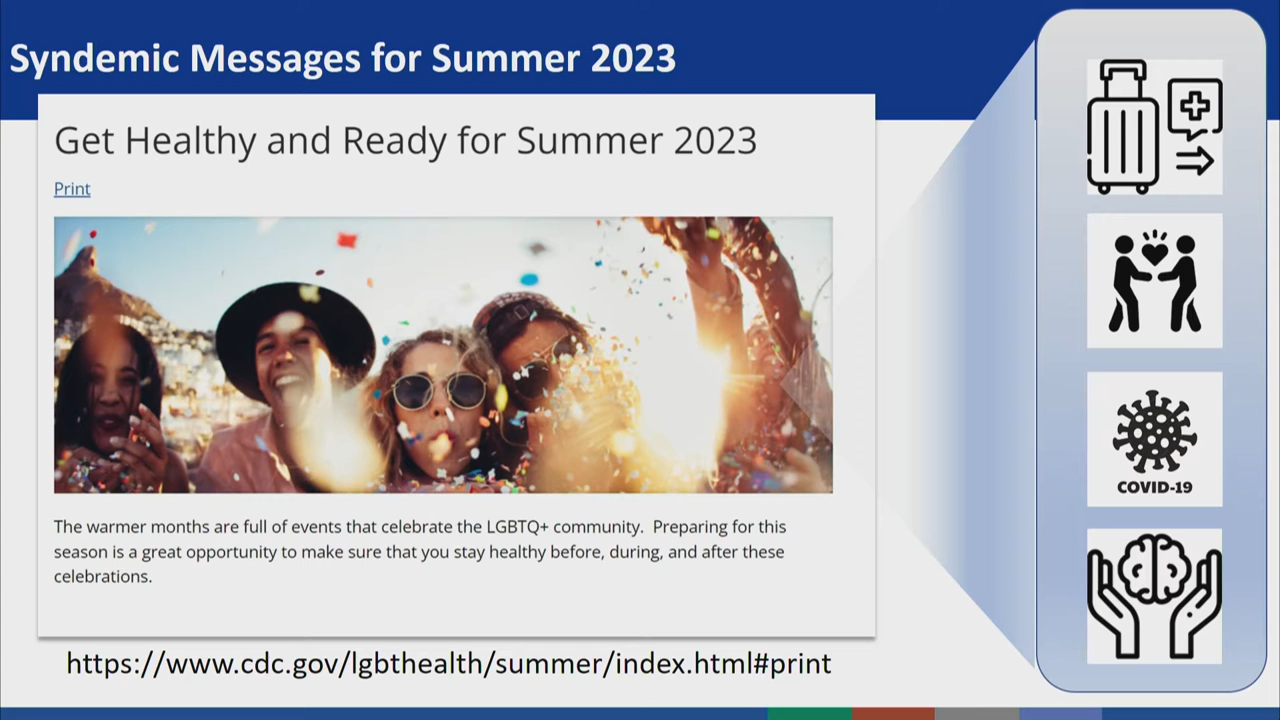 Syndemic Messages for Summer 2023
Get Healthy and Ready for Summer 2023
Print
The warmer months are full of events that celebrate the LGBTQ+ community.  Preparing for this
season is a great opportunity to make sure that you stay healthy before, during, and after these
celebrations.
https://www.cdc.gov/lgbthealth/summer/index.html#print
COVID-19